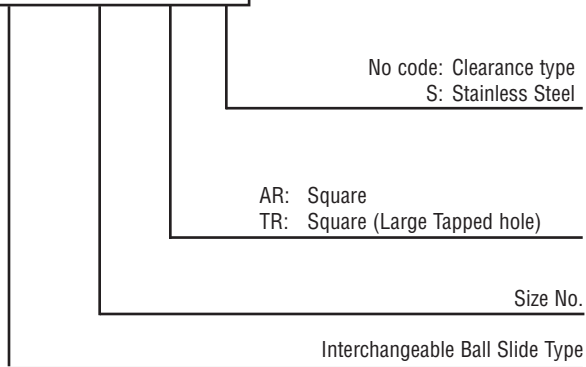 No code: Clearance type
S: Stainless Steel
AR: Square
TR: Square (Large Tapped hole)
Size No.
Interchangeable Ball Slide Type